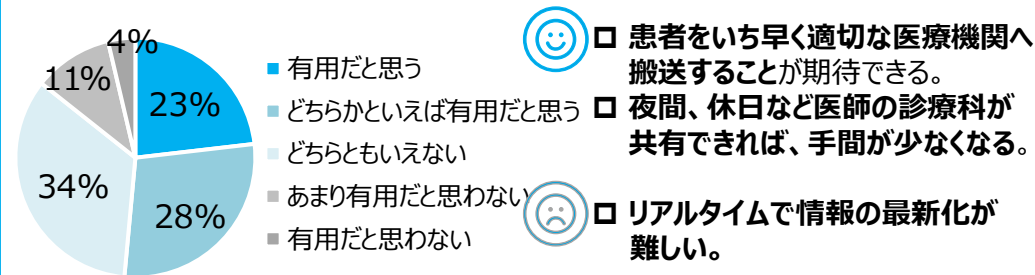 4%
11%
23%
34%
28%
■ 有用だと思う
■ どちらかといえば有用だと思う
■ どちらともいえない
■ あまり有用だと思わない
■ 有用だと思わない
□ 患者をいち早く適切な医療機関へ
搬送することが期待できる。
□ 夜間、休日など医師の診療科が
共有できれば、手間が少なくなる。
□ リアルタイムで情報の最新化が
難しい。